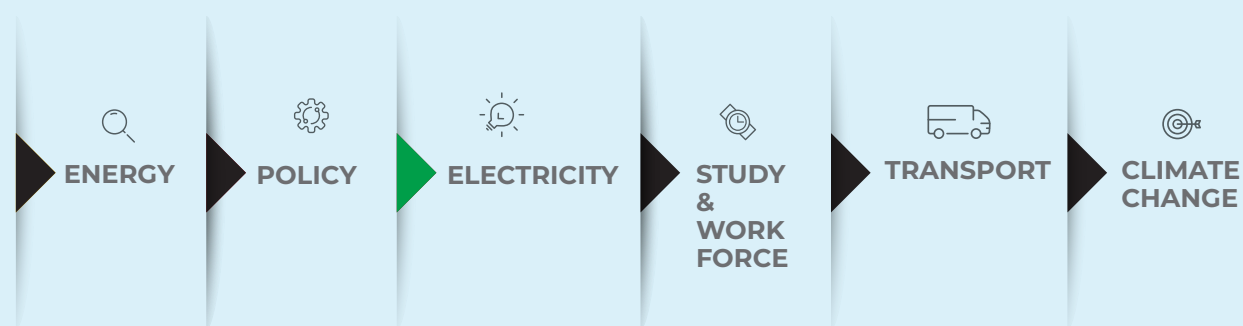 ENERGY
POLICY
ELECTRICITY
STUDY
&
WORK
FORCE
TRANSPORT
CLIMATE
CHANGE